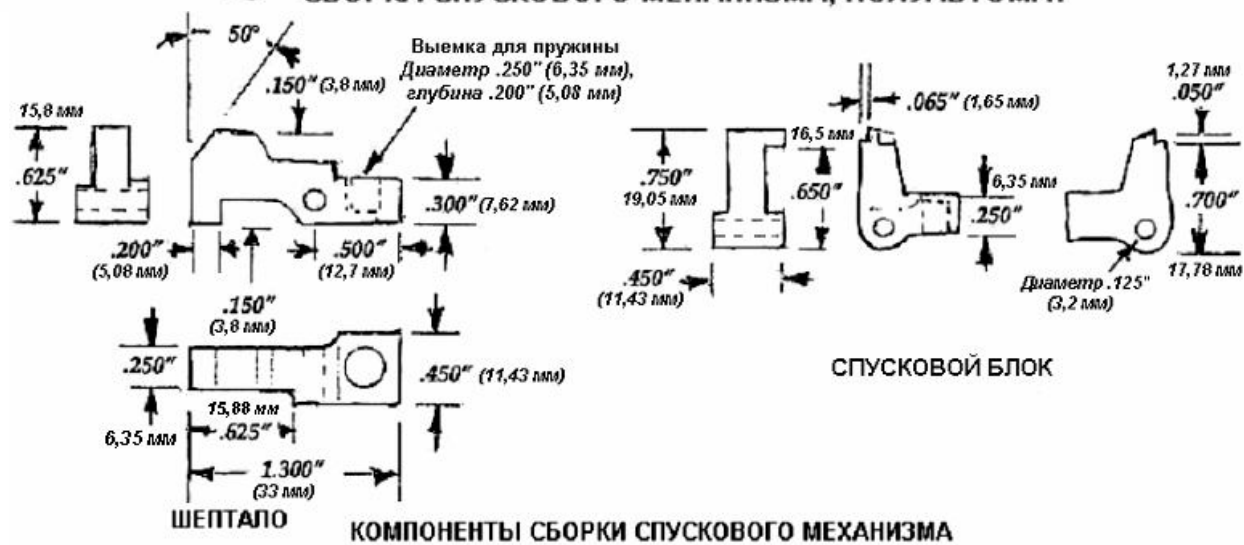 СБОРКА СПУСКОВОГО МЕХАНИЗМА, ПОЛУАВТОМАТ
50°
Выемка для пружины
Диаметр .250" (6,35 мм),
глубина .200" (5,08 мм)
.150" (3,8 мм)
15,8 мм
.625"
.300" (7,62 мм)
.200"
(5,08 мм)
.500"
(12,7 мм)
.150"
(3,8 мм)
.250"
6,35 мм
.450" (11,43 мм)
15,88 мм
.625"
1.300"
(33 мм)
ШЕПТАЛО
.065" (1,65 мм)
1,27 мм
.050"
16,5 мм
.750"
19,05 мм
.650"
6,35 мм
.250"
.700"
17,78 мм
.450"
(11,43 мм)
Диаметр .125"
(3,2 мм)
СПУСКОВОЙ БЛОК
КОМПОНЕНТЫ СБОРКИ СПУСКОВОГО МЕХАНИЗМА